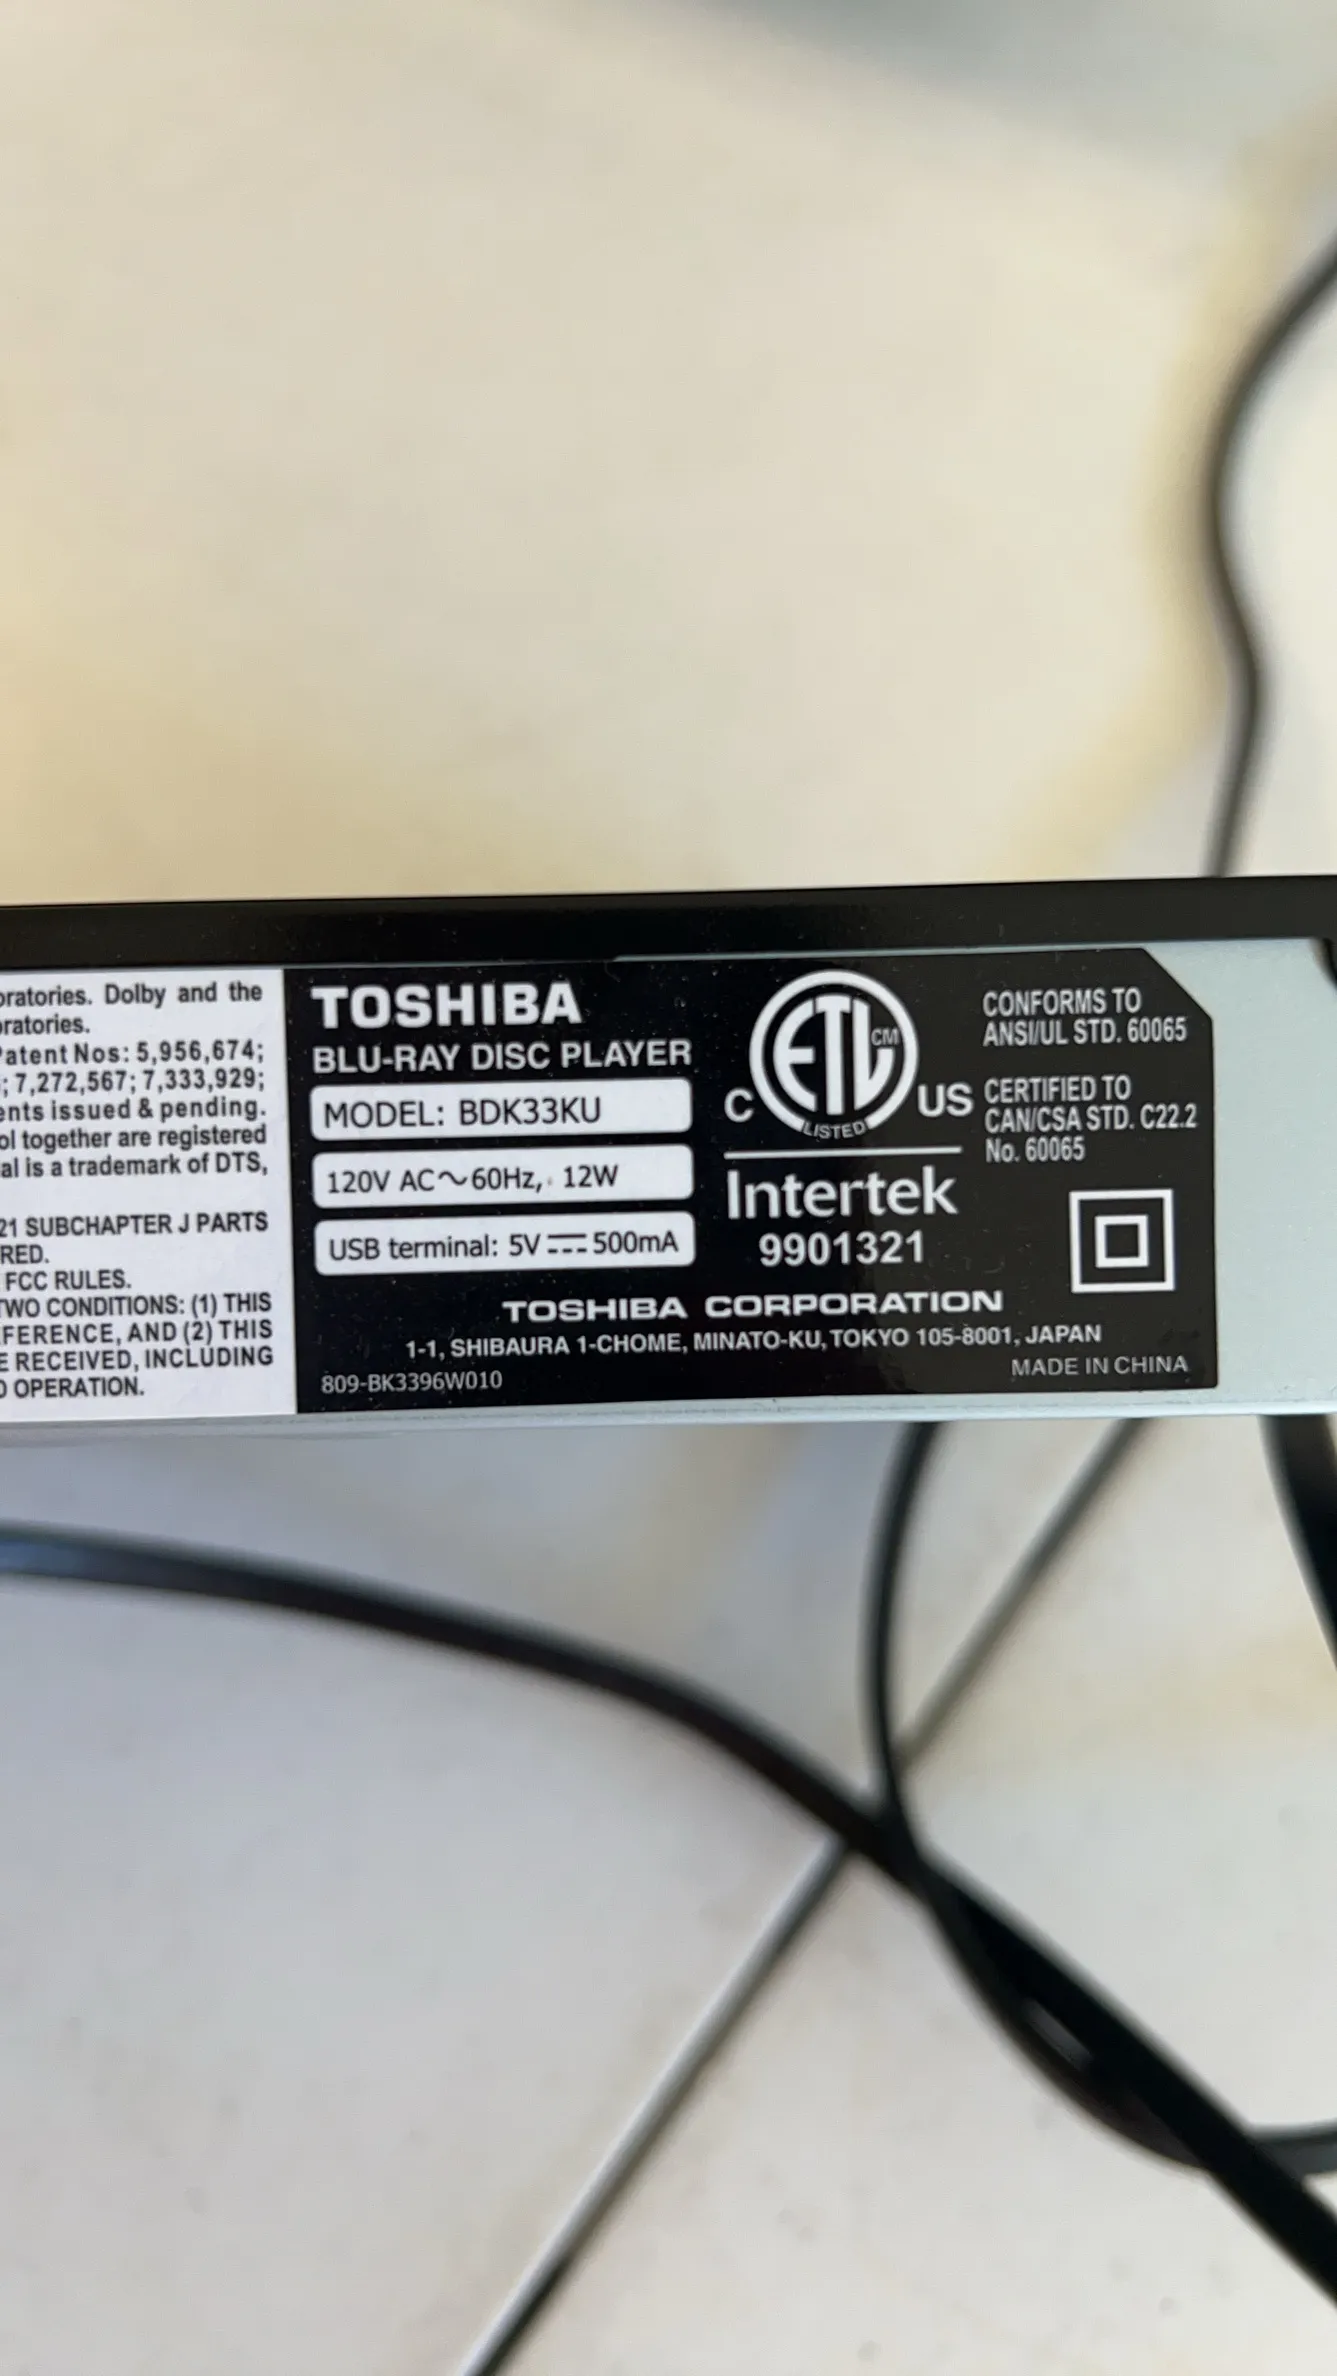 oratories. Dolby and the
oratories.
Patent Nos: 5,956,674;
; 7,272,567; 7,333,929;
ents issued & pending.
ol together are registered
al is a trademark of DTS,
21 SUBCHAPTER J PARTS
RED.
FCC RULES.
TWO CONDITIONS: (1) THIS
FERENCE, AND (2) THIS
E RECEIVED, INCLUDING
D OPERATION.
TOSHIBA
BLU-RAY DISC PLAYER
MODEL: BDK33KU
120V AC～60Hz, 12W
USB terminal: 5V ⎓ 500mA
C ETL CM US
LISTED
Intertek
9901321
CONFORMS TO
ANSI/UL STD. 60065
CERTIFIED TO
CAN/CSA STD. C22.2
No. 60065
TOSHIBA CORPORATION
1-1, SHIBAURA 1-CHOME, MINATO-KU, TOKYO 105-8001, JAPAN
MADE IN CHINA
809-BK3396W010